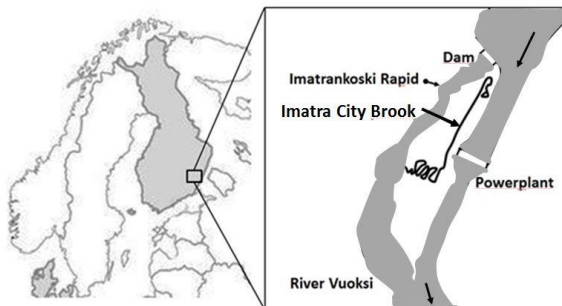 Dam
Imatrankoski Rapid
Imatra City Brook
Powerplant
River Vuoksi